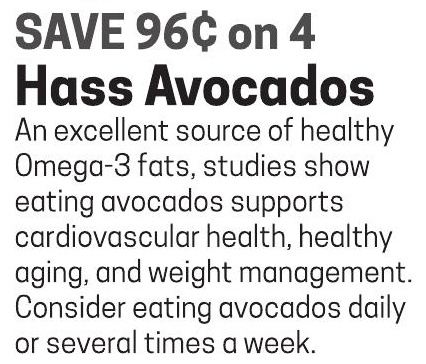 SAVE 96¢ on 4
Hass Avocados
An excellent source of healthy
Omega-3 fats, studies show
eating avocados supports
cardiovascular health, healthy
aging, and weight management.
Consider eating avocados daily
or several times a week.